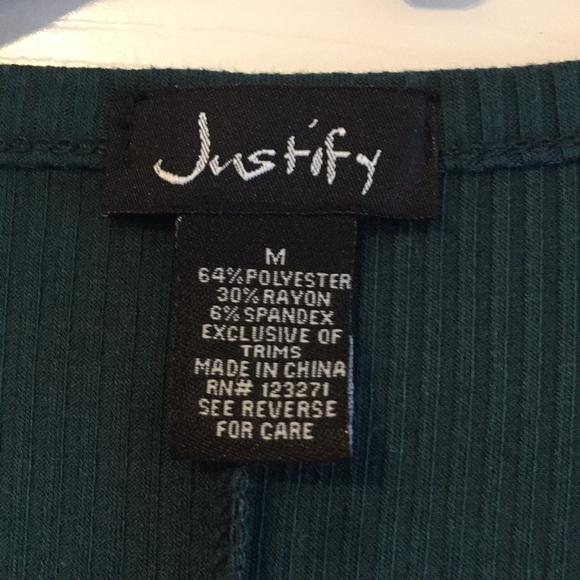 Justify
M
64%POLYESTER
30%RAYON
6%SPANDEX
EXCLUSIVE OF
TRIMS
MADE IN CHINA
RN# 123271
SEE REVERSE
FOR CARE